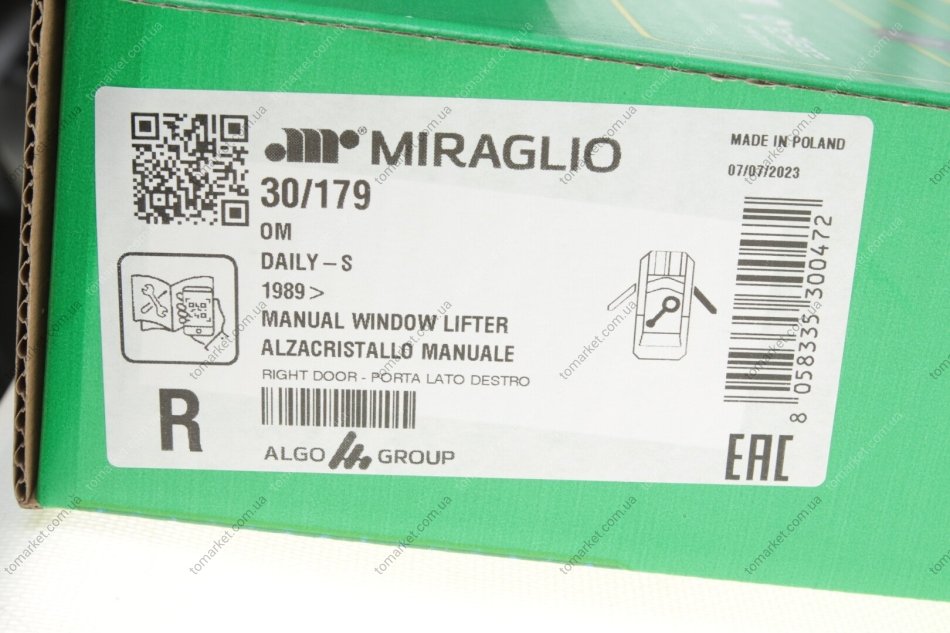 MIRAGLIO
30/179
OM
DAILY – S
1989 >
MANUAL WINDOW LIFTER
ALZACRISTALLO MANUALE
RIGHT DOOR - PORTA LATO DESTRO
R
ALGO GROUP
MADE IN POLAND
07/07/2023
8 058335 300472
EAC
tomarket.com.ua